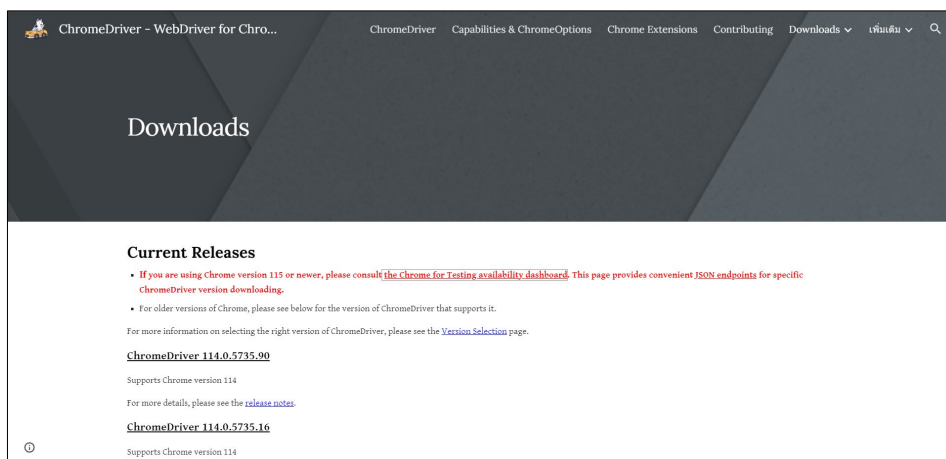 ChromeDriver - WebDriver for Chro...
ChromeDriver Capabilities & ChromeOptions Chrome Extensions Contributing Downloads เพิ่มเติม
Downloads
Current Releases
If you are using Chrome version 115 or newer, please consult the Chrome for Testing availability dashboard. This page provides convenient JSON endpoints for specific
ChromeDriver version downloading.
For older versions of Chrome, please see below for the version of ChromeDriver that supports it.
For more information on selecting the right version of ChromeDriver, please see the Version Selection page.
ChromeDriver 114.0.5735.90
Supports Chrome version 114
For more details, please see the release notes.
ChromeDriver 114.0.5735.16
Supports Chrome version 114